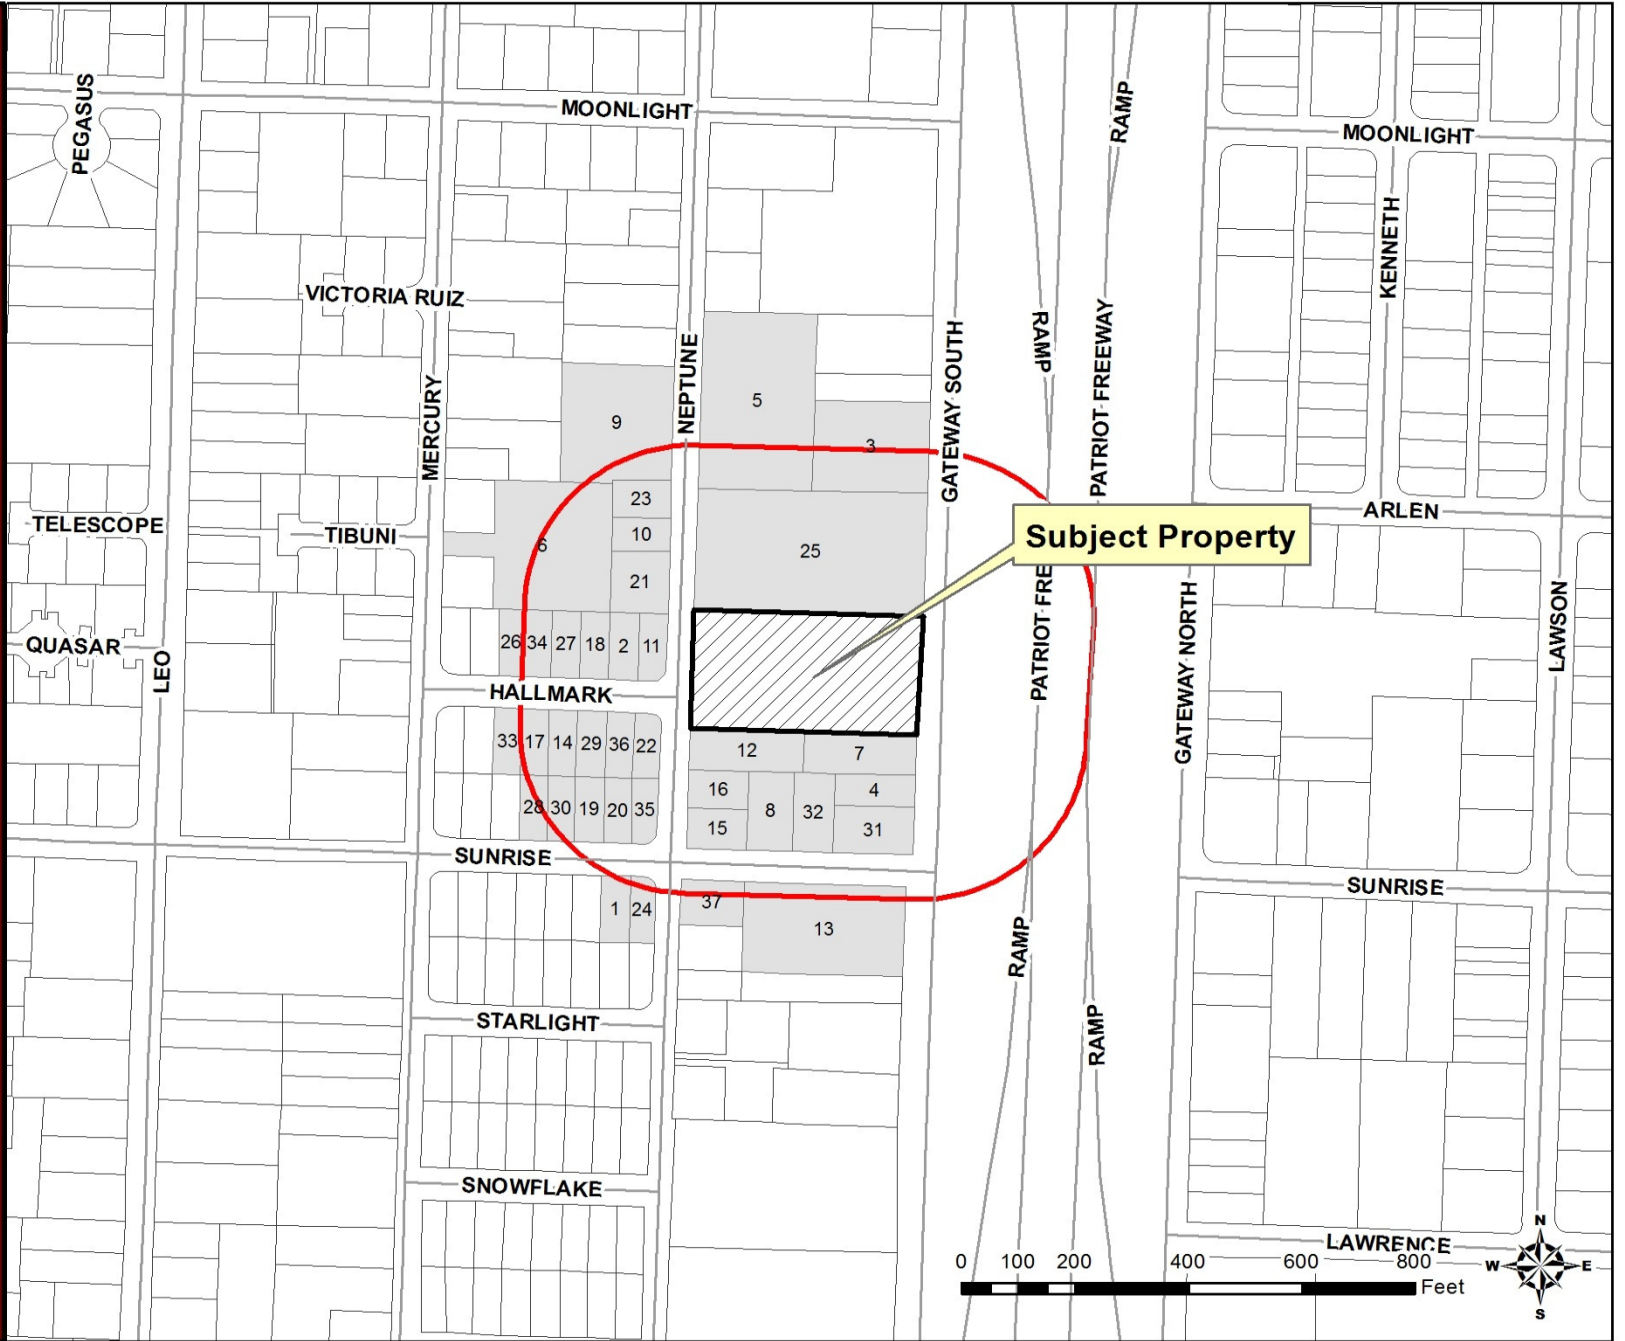 PEGASUS
MOONLIGHT
RAMP
MOONLIGHT
KENNETH
VICTORIA RUIZ
NEPTUNE
MERCURY
GATEWAY SOUTH
RAMP
PATRIOT FREEWAY
5
9
3
TELESCOPE
TIBUNI
6
23
10
21
25
Subject Property
ARLEN
QUASAR
LEO
26 34 27 18 2 11
HALLMARK
PATRIOT FRE
GATEWAY NORTH
LAWSON
33 17 14 29 36 22
12 7
16
8
32
4
28 30 19 20 35
15
31
SUNRISE
SUNRISE
1 24
37
13
RAMP
STARLIGHT
RAMP
SNOWFLAKE
LAWRENCE
0 100 200 400 600 800
Feet
N
W
E
S